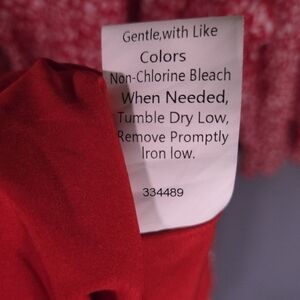 Gentle,with Like
Colors
Non-Chlorine Bleach
When Needed,
Tumble Dry Low,
Remove Promptly
Iron low.
334489